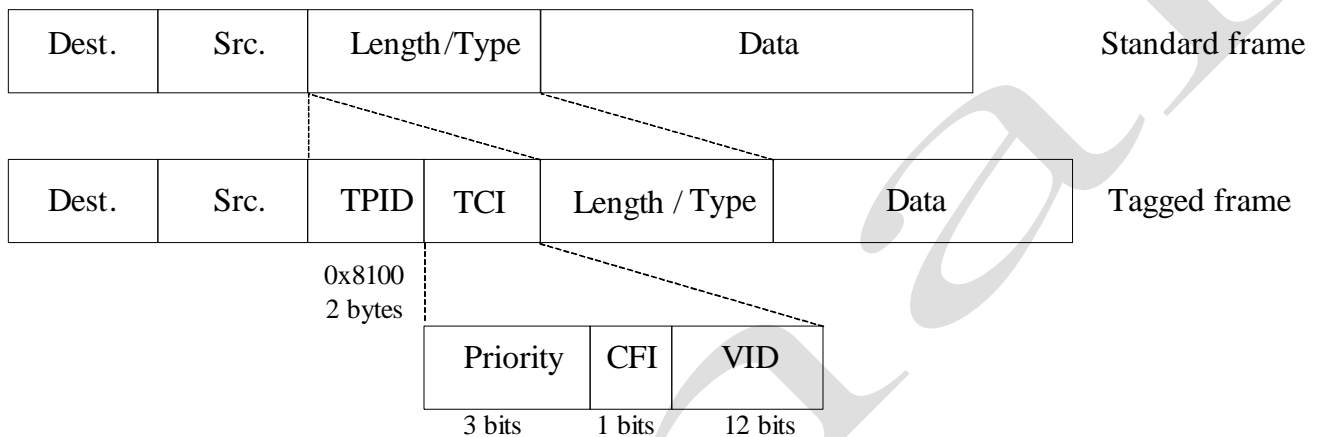 Dest. Src. Length/Type Data Standard frame
Dest. Src. TPID TCI Length / Type Data Tagged frame
0x8100
2 bytes
Priority CFI VID
3 bits 1 bits 12 bits